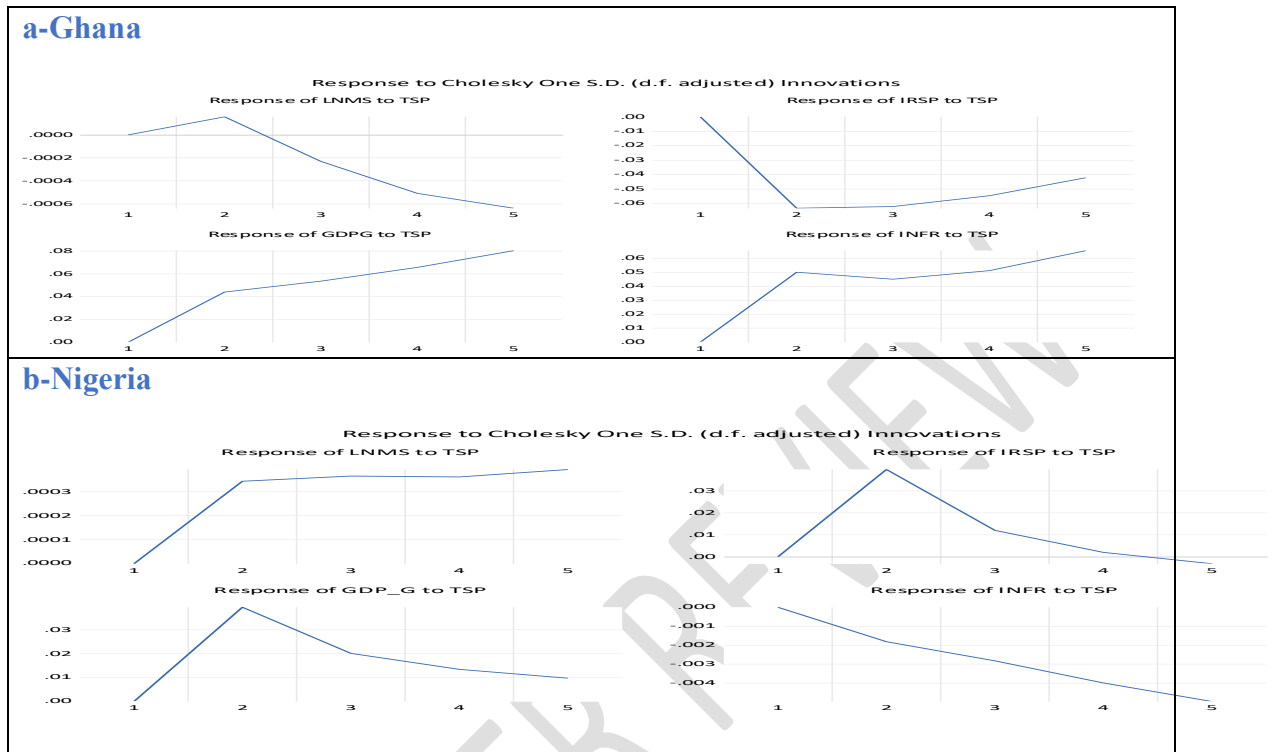 a-Ghana
Response to Cholesky One S.D. (d.f. adjusted) Innovations
Response of LNMS to TSP
.0000
-.0002
-.0004
-.0006
1 2 3 4 5
Response of IRSP to TSP
.00
-.01
-.02
-.03
-.04
-.05
-.06
1 2 3 4 5
Response of GDPG to TSP
.08
.06
.04
.02
.00
1 2 3 4 5
Response of INFR to TSP
.06
.05
.04
.03
.02
.01
.00
1 2 3 4 5
b-Nigeria
Response to Cholesky One S.D. (d.f. adjusted) Innovations
Response of LNMS to TSP
.0003
.0002
.0001
.0000
1 2 3 4 5
Response of IRSP to TSP
.03
.02
.01
.00
1 2 3 4 5
Response of GDP_G to TSP
.03
.02
.01
.00
1 2 3 4 5
Response of INFR to TSP
.000
-.001
-.002
-.003
-.004
1 2 3 4 5